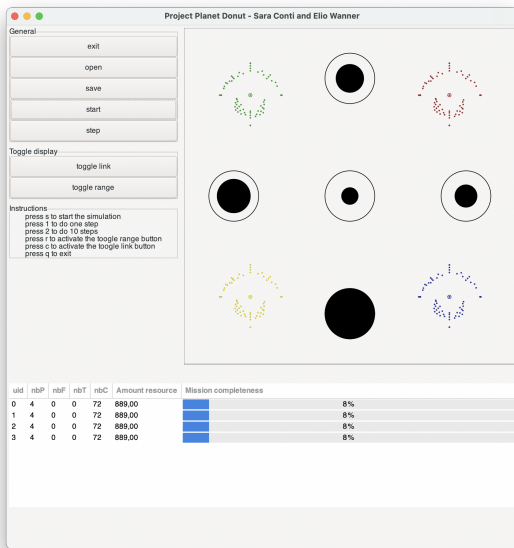 Project Planet Donut - Sara Conti and Elio Wanner
General
exit
open
save
start
step
Toggle display
toggle link
toggle range
Instructions
press s to start the simulation
press 1 to do one step
press 2 to do 10 steps
press r to activate the toogle range button
press c to activate the toogle link button
press q to exit
uid nbP nbF nbT nbC Amount resource Mission completeness
0 4 0 0 72 889,00 8%
1 4 0 0 72 889,00 8%
2 4 0 0 72 889,00 8%
3 4 0 0 72 889,00 8%